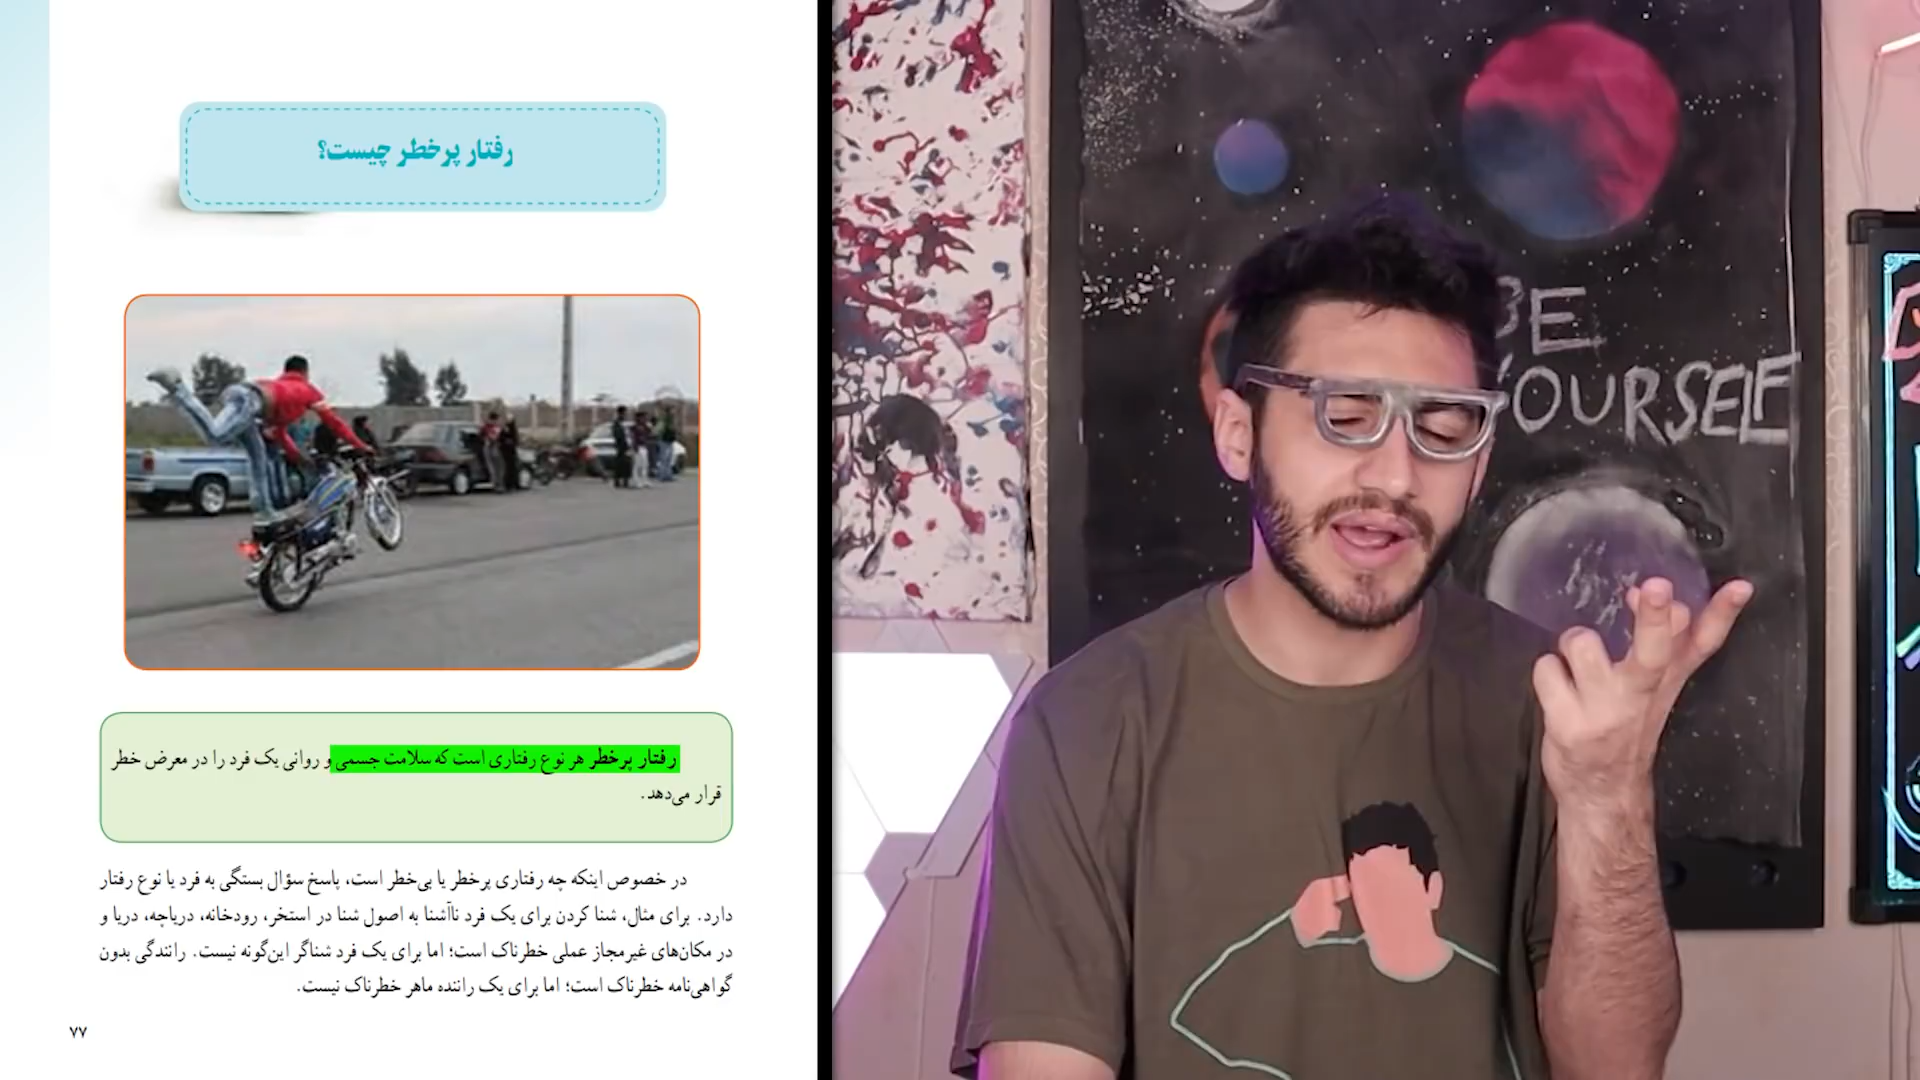 رفتار پرخطر چیست؟
رفتار پرخطر هر نوع رفتاری است که سلامت جسمی و روانی یک فرد را در معرض خطر
قرار می‌دهد.
در خصوص اینکه چه رفتاری پرخطر یا بی‌خطر است، پاسخ سؤال بستگی به فرد یا نوع رفتار
دارد. برای مثال، شنا کردن برای یک فرد ناآشنا به اصول شنا در استخر، رودخانه، دریاچه، دریا و
در مکان‌های غیرمجاز عملی خطرناک است؛ اما برای یک فرد شناگر این‌گونه نیست. رانندگی بدون
گواهی‌نامه خطرناک است؛ اما برای یک راننده ماهر خطرناک نیست.
۷۷
BE
YOURSELF